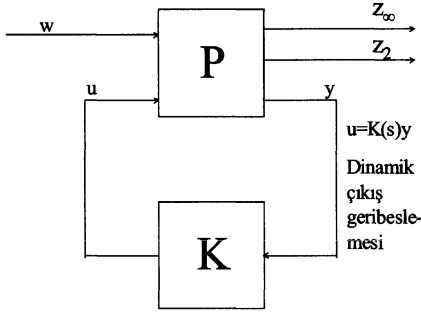 w
z∞
z2
P
u
y
u=K(s)y
Dinamik
çıkış
geribesle-
mesi
K